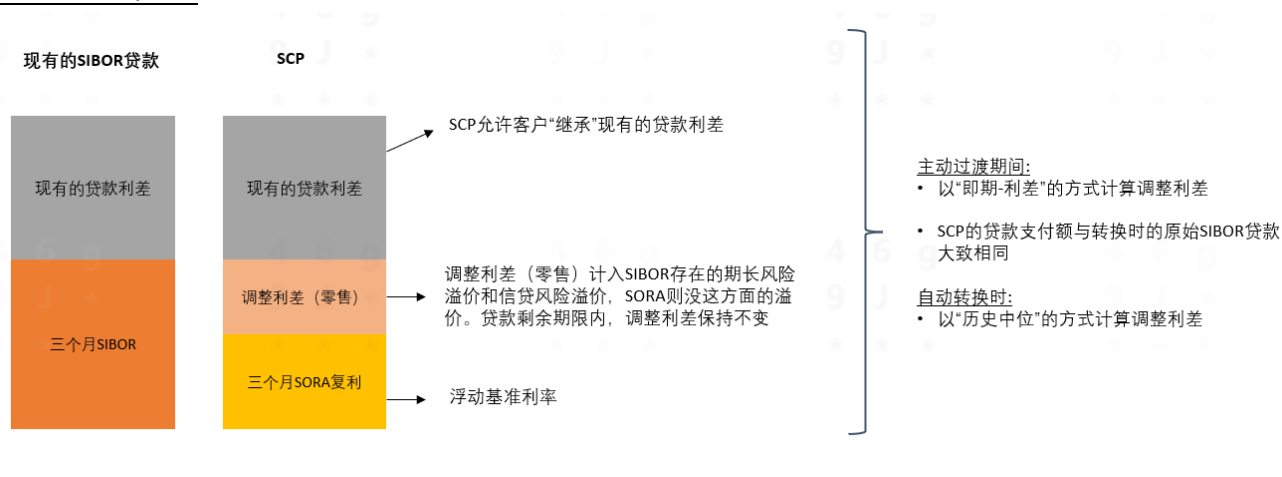 现有的SIBOR贷款
SCP
现有的贷款利差
三个月SIBOR
现有的贷款利差
调整利差（零售）
三个月SORA复利
SCP允许客户“继承”现有的贷款利差
调整利差（零售）计入SIBOR存在的期长风险
溢价和信贷风险溢价，SORA则没这方面的溢
价。贷款剩余期限内，调整利差保持不变
浮动基准利率
主动过渡期间:
• 以“即期-利差”的方式计算调整利差
• SCP的贷款支付额与转换时的原始SIBOR贷款
大致相同
自动转换时:
• 以“历史中位”的方式计算调整利差